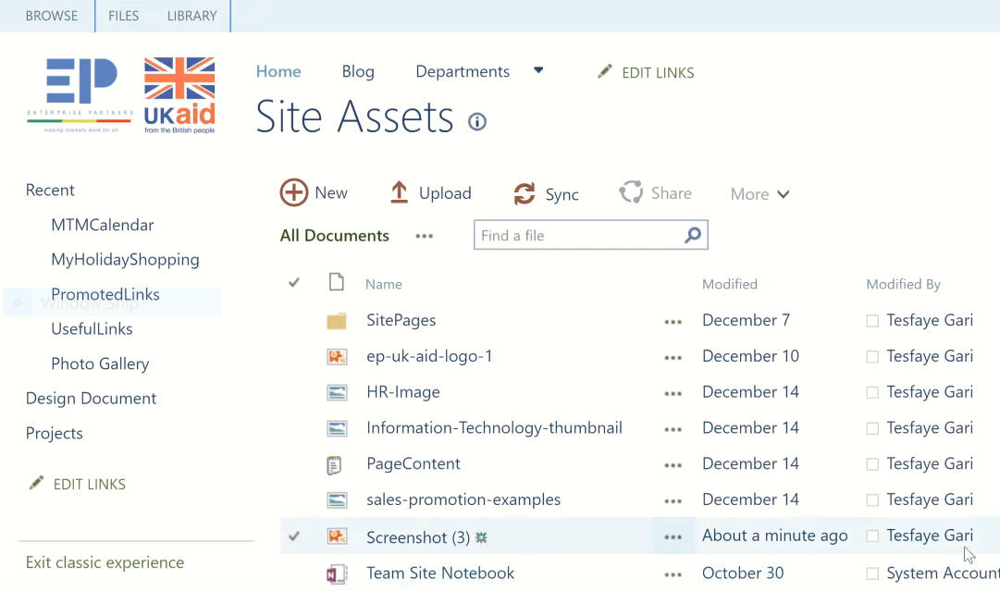 BROWSE FILES LIBRARY
EP
ENTERPRISE PARTNERS
making markets work for all
UKaid
from the British people
Home Blog Departments EDIT LINKS
Site Assets
Recent
MTMCalendar
MyHolidayShopping
PromotedLinks
UsefulLinks
Photo Gallery
Design Document
Projects
EDIT LINKS
Exit classic experience
New Upload Sync Share More
All Documents ••• Find a file
Name Modified Modified By
SitePages ••• December 7 Tesfaye Gari
ep-uk-aid-logo-1 ••• December 10 Tesfaye Gari
HR-Image ••• December 14 Tesfaye Gari
Information-Technology-thumbnail ••• December 14 Tesfaye Gari
PageContent ••• December 14 Tesfaye Gari
sales-promotion-examples ••• December 14 Tesfaye Gari
Screenshot (3) ••• About a minute ago Tesfaye Gari
Team Site Notebook ••• October 30 System Account